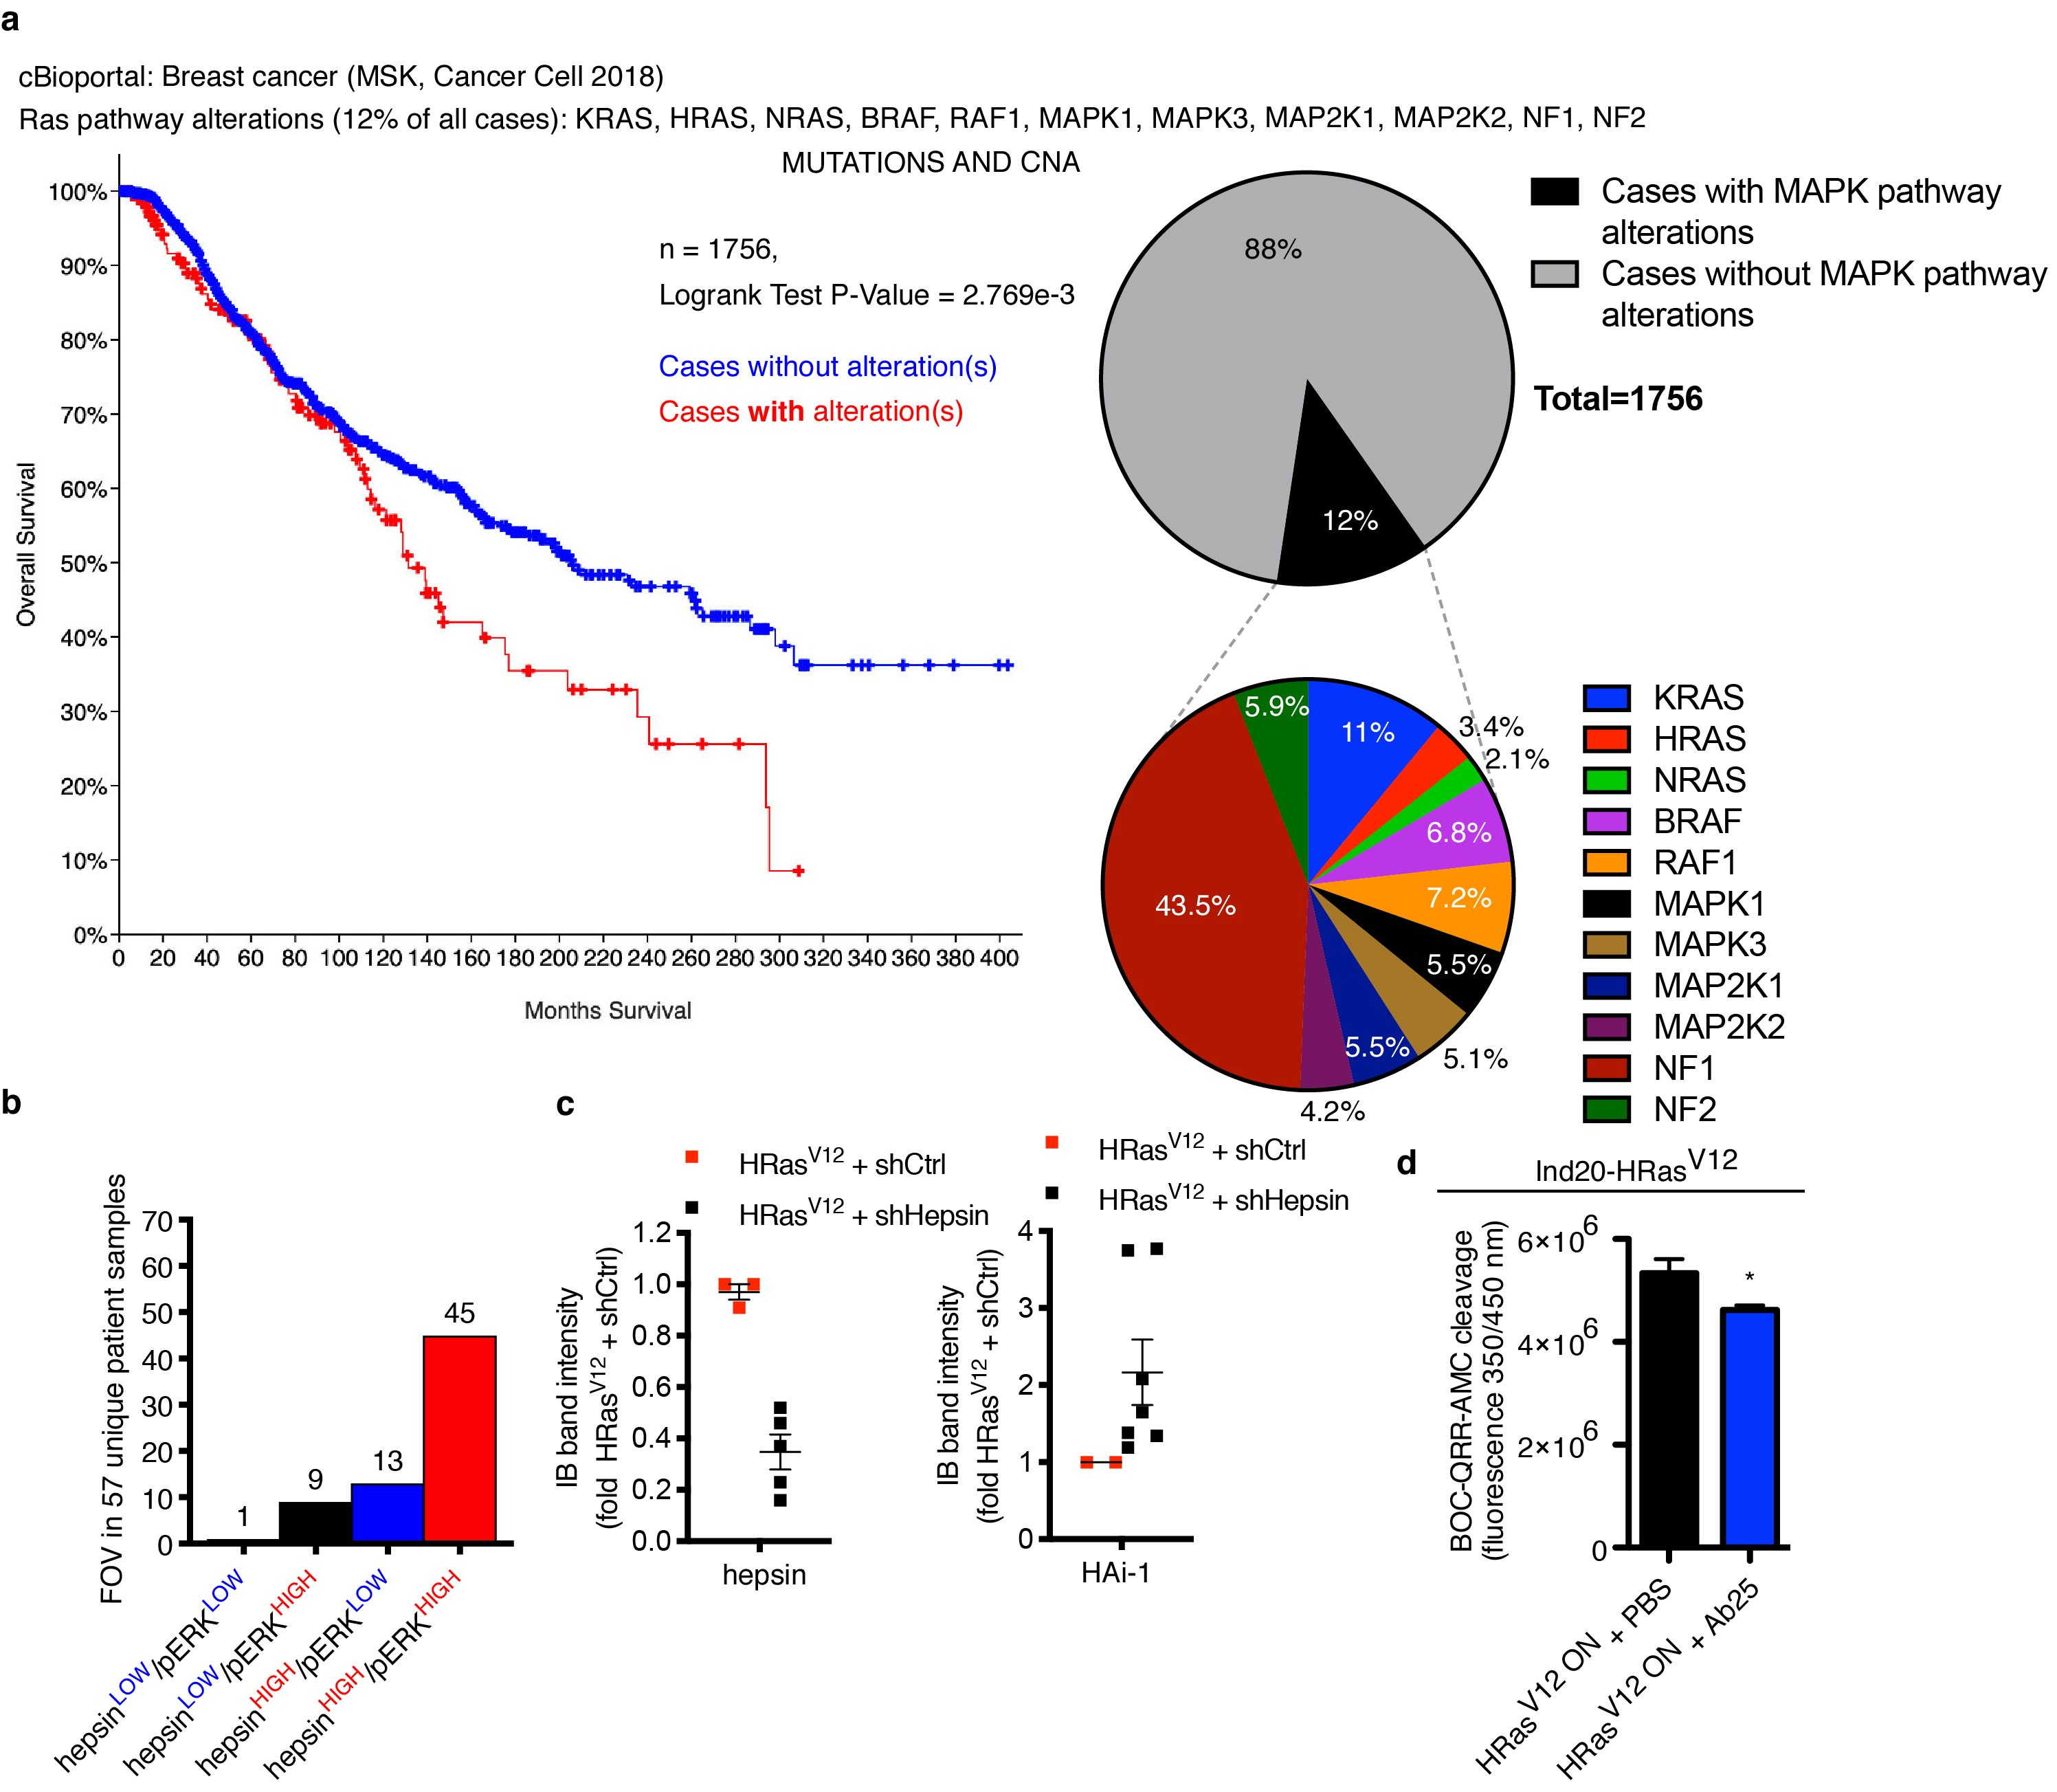 a
cBioportal: Breast cancer (MSK, Cancer Cell 2018)
Ras pathway alterations (12% of all cases): KRAS, HRAS, NRAS, BRAF, RAF1, MAPK1, MAPK3, MAP2K1, MAP2K2, NF1, NF2
MUTATIONS AND CNA
100%
90%
80%
70%
60%
50%
40%
30%
20%
10%
0%
Overall Survival
0 20 40 60 80 100 120 140 160 180 200 220 240 260 280 300 320 340 360 380 400
Months Survival
n = 1756,
Logrank Test P-Value = 2.769e-3
Cases without alteration(s)
Cases with alteration(s)
88%
12%
Cases with MAPK pathway
alterations
Cases without MAPK pathway
alterations
Total=1756
5.9%
11%
3.4%
2.1%
6.8%
7.2%
5.5%
5.1%
5.5%
4.2%
43.5%
KRAS
HRAS
NRAS
BRAF
RAF1
MAPK1
MAPK3
MAP2K1
MAP2K2
NF1
NF2
b
FOV in 57 unique patient samples
70
60
50
40
30
20
10
0
1
9
13
45
hepsinLOW/pERKLOW
hepsinLOW/pERKHIGH
hepsinHIGH/pERKLOW
hepsinHIGH/pERKHIGH
c
HRasV12 + shCtrl
HRasV12 + shHepsin
IB band intensity
(fold HRasV12 + shCtrl)
1.2
1.0
0.8
0.6
0.4
0.2
0.0
hepsin
HRasV12 + shCtrl
HRasV12 + shHepsin
IB band intensity
(fold HRasV12 + shCtrl)
4
3
2
1
0
HAi-1
d
Ind20-HRasV12
BOC-QRR-AMC cleavage
(fluorescence 350/450 nm)
6×10⁶
4×10⁶
2×10⁶
0
*
HRasV12 ON + PBS
HRasV12 ON + Ab25